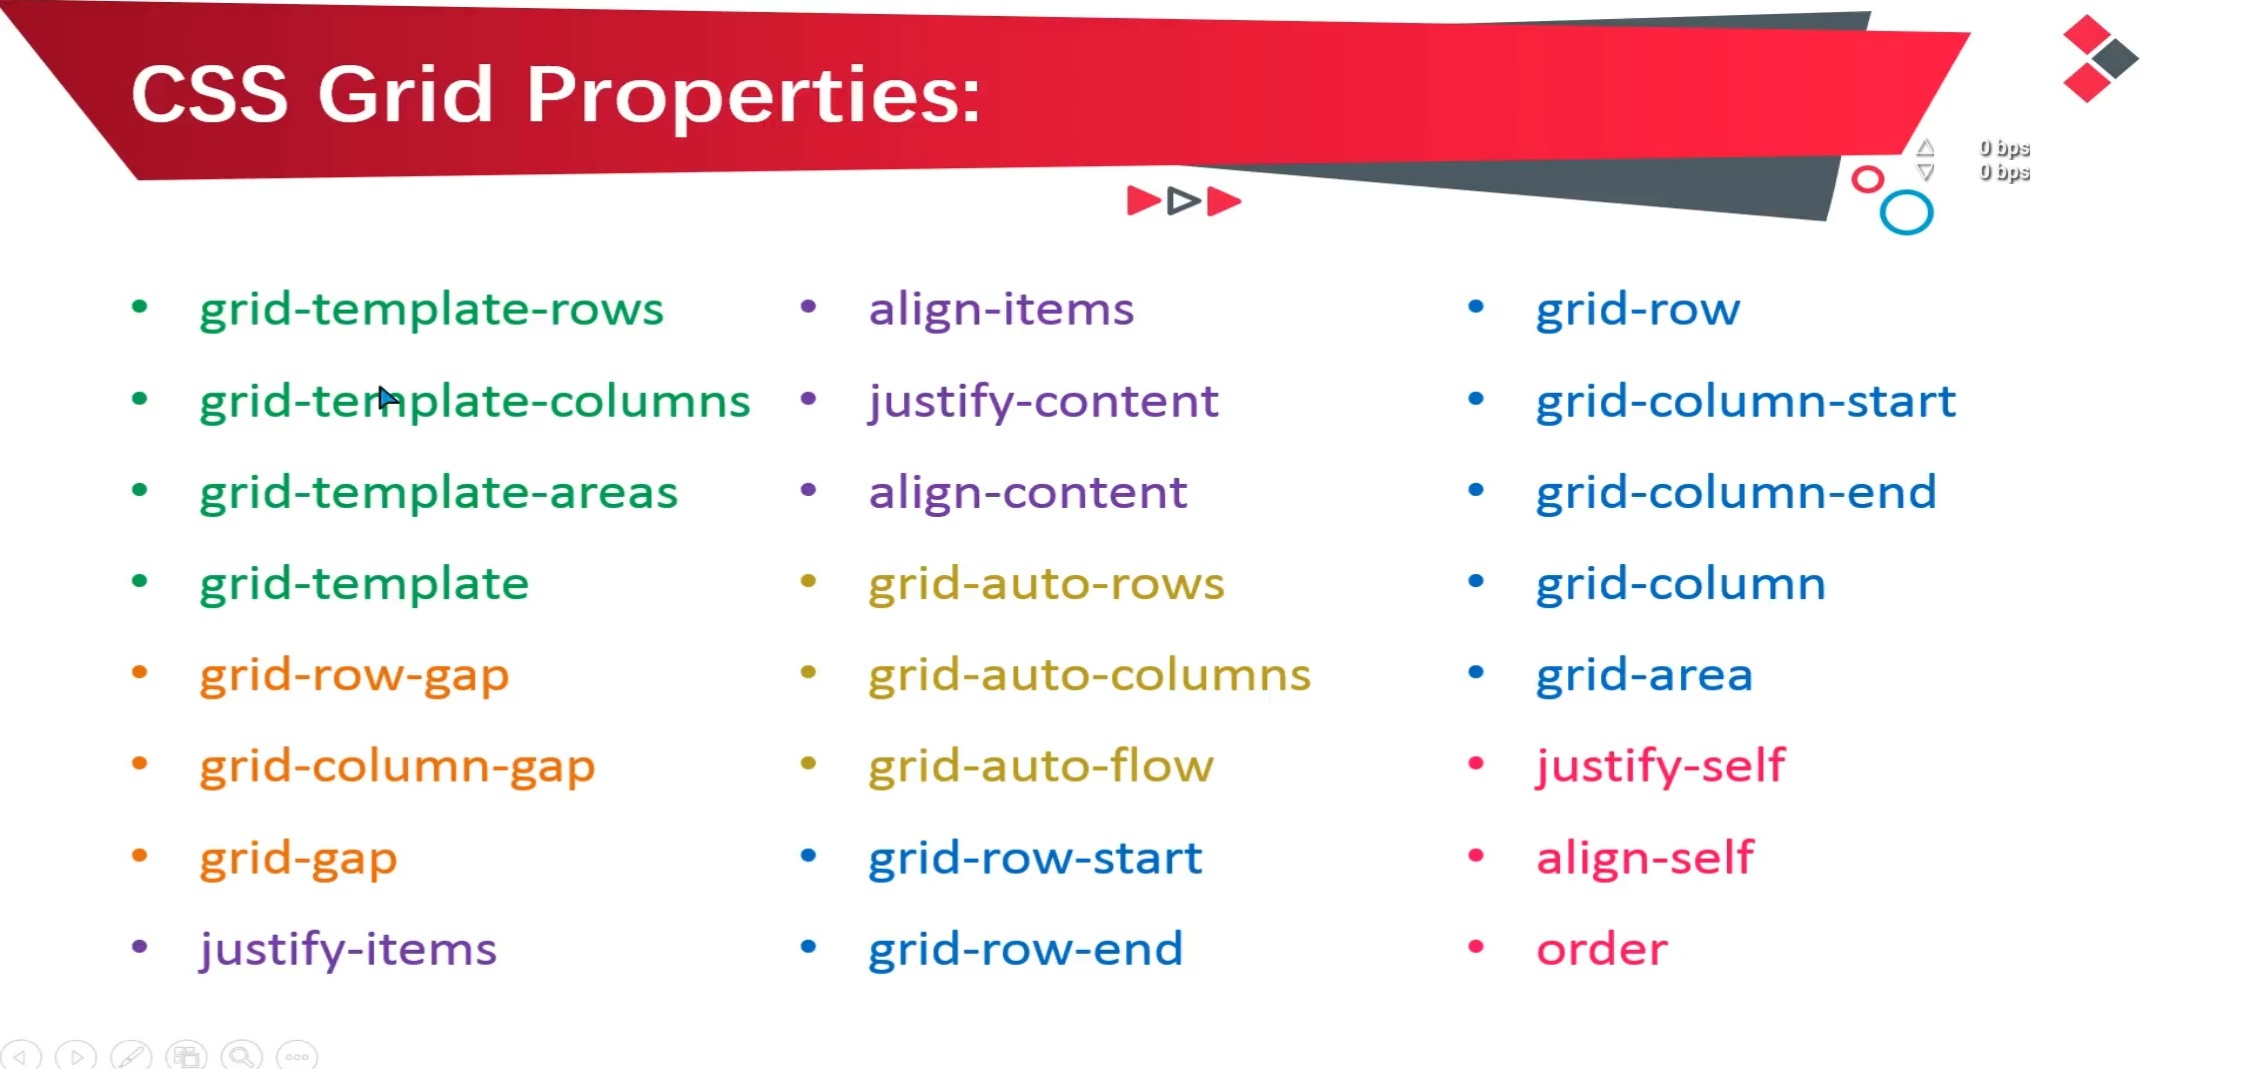 CSS Grid Properties:
0 bps
0 bps
• grid-template-rows
• grid-template-columns
• grid-template-areas
• grid-template
• grid-row-gap
• grid-column-gap
• grid-gap
• justify-items
• align-items
• justify-content
• align-content
• grid-auto-rows
• grid-auto-columns
• grid-auto-flow
• grid-row-start
• grid-row-end
• grid-row
• grid-column-start
• grid-column-end
• grid-column
• grid-area
• justify-self
• align-self
• order